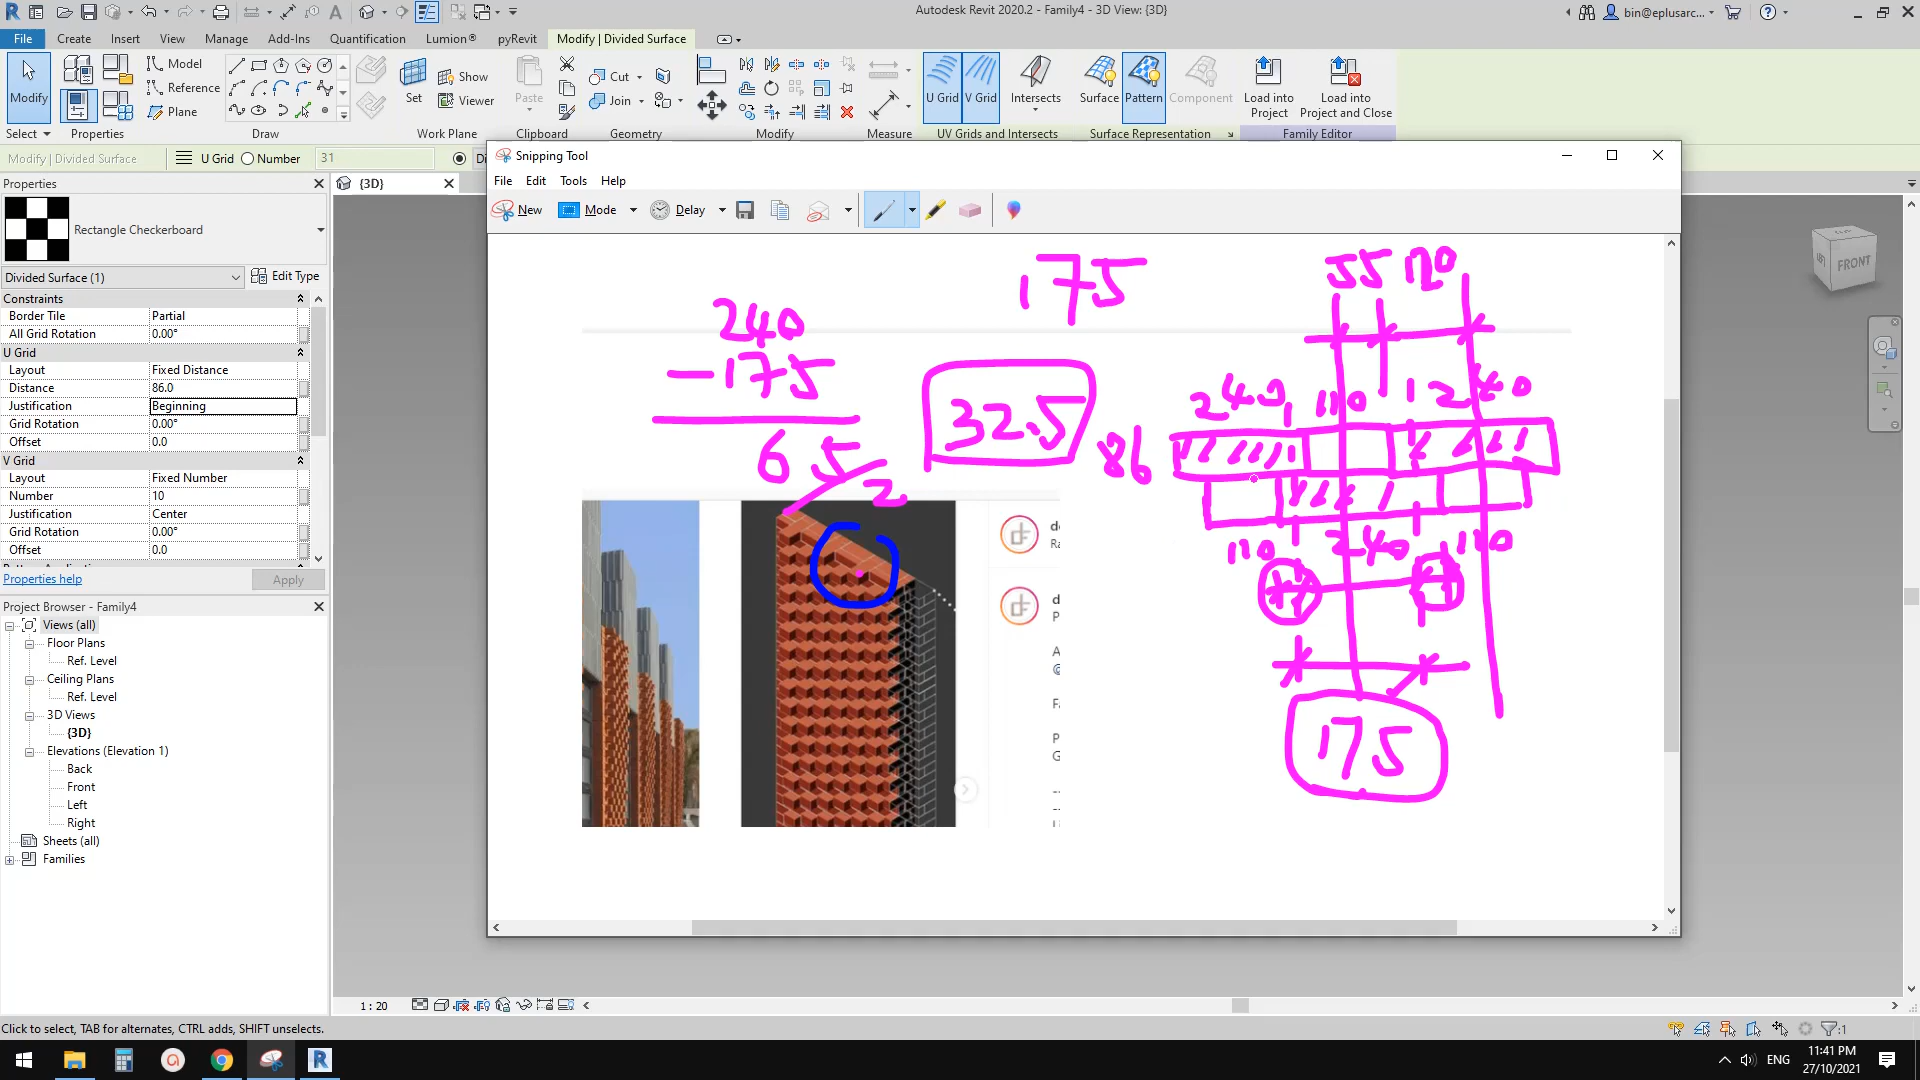 Autodesk Revit 2020.2 - Family4 - 3D View: {3D}
bin@eplusarc...
File Create Insert View Manage Add-Ins Quantification Lumion® pyRevit Modify | Divided Surface
Modify
Model
Reference
Plane
Set
Show
Viewer
Paste
Cut
Join
U Grid V Grid
Intersects
Surface Pattern Component
Load into Project
Load into Project and Close
Select Properties Draw Work Plane Clipboard Geometry Modify Measure UV Grids and Intersects Surface Representation Family Editor
Modify | Divided Surface U Grid Number 31 Di
Properties
{3D}
Rectangle Checkerboard
Divided Surface (1) Edit Type
Constraints
Border Tile Partial
All Grid Rotation 0.00°
U Grid
Layout Fixed Distance
Distance 86.0
Justification Beginning
Grid Rotation 0.00°
Offset 0.0
V Grid
Layout Fixed Number
Number 10
Justification Center
Grid Rotation 0.00°
Offset 0.0
Properties help Apply
Project Browser - Family4
Views (all)
Floor Plans
Ref. Level
Ceiling Plans
Ref. Level
3D Views
{3D}
Elevations (Elevation 1)
Back
Front
Left
Right
Sheets (all)
Families
Snipping Tool
File Edit Tools Help
New Mode Delay
175
55 120
240
-175
65
2
32.5
240 110 240
86
110 240 110
175
de
Ra
d
P
A
@
Fa
P
G
--
--
Li
FRONT
1 : 20
Click to select, TAB for alternates, CTRL adds, SHIFT unselects.
:1
ENG
11:41 PM
27/10/2021